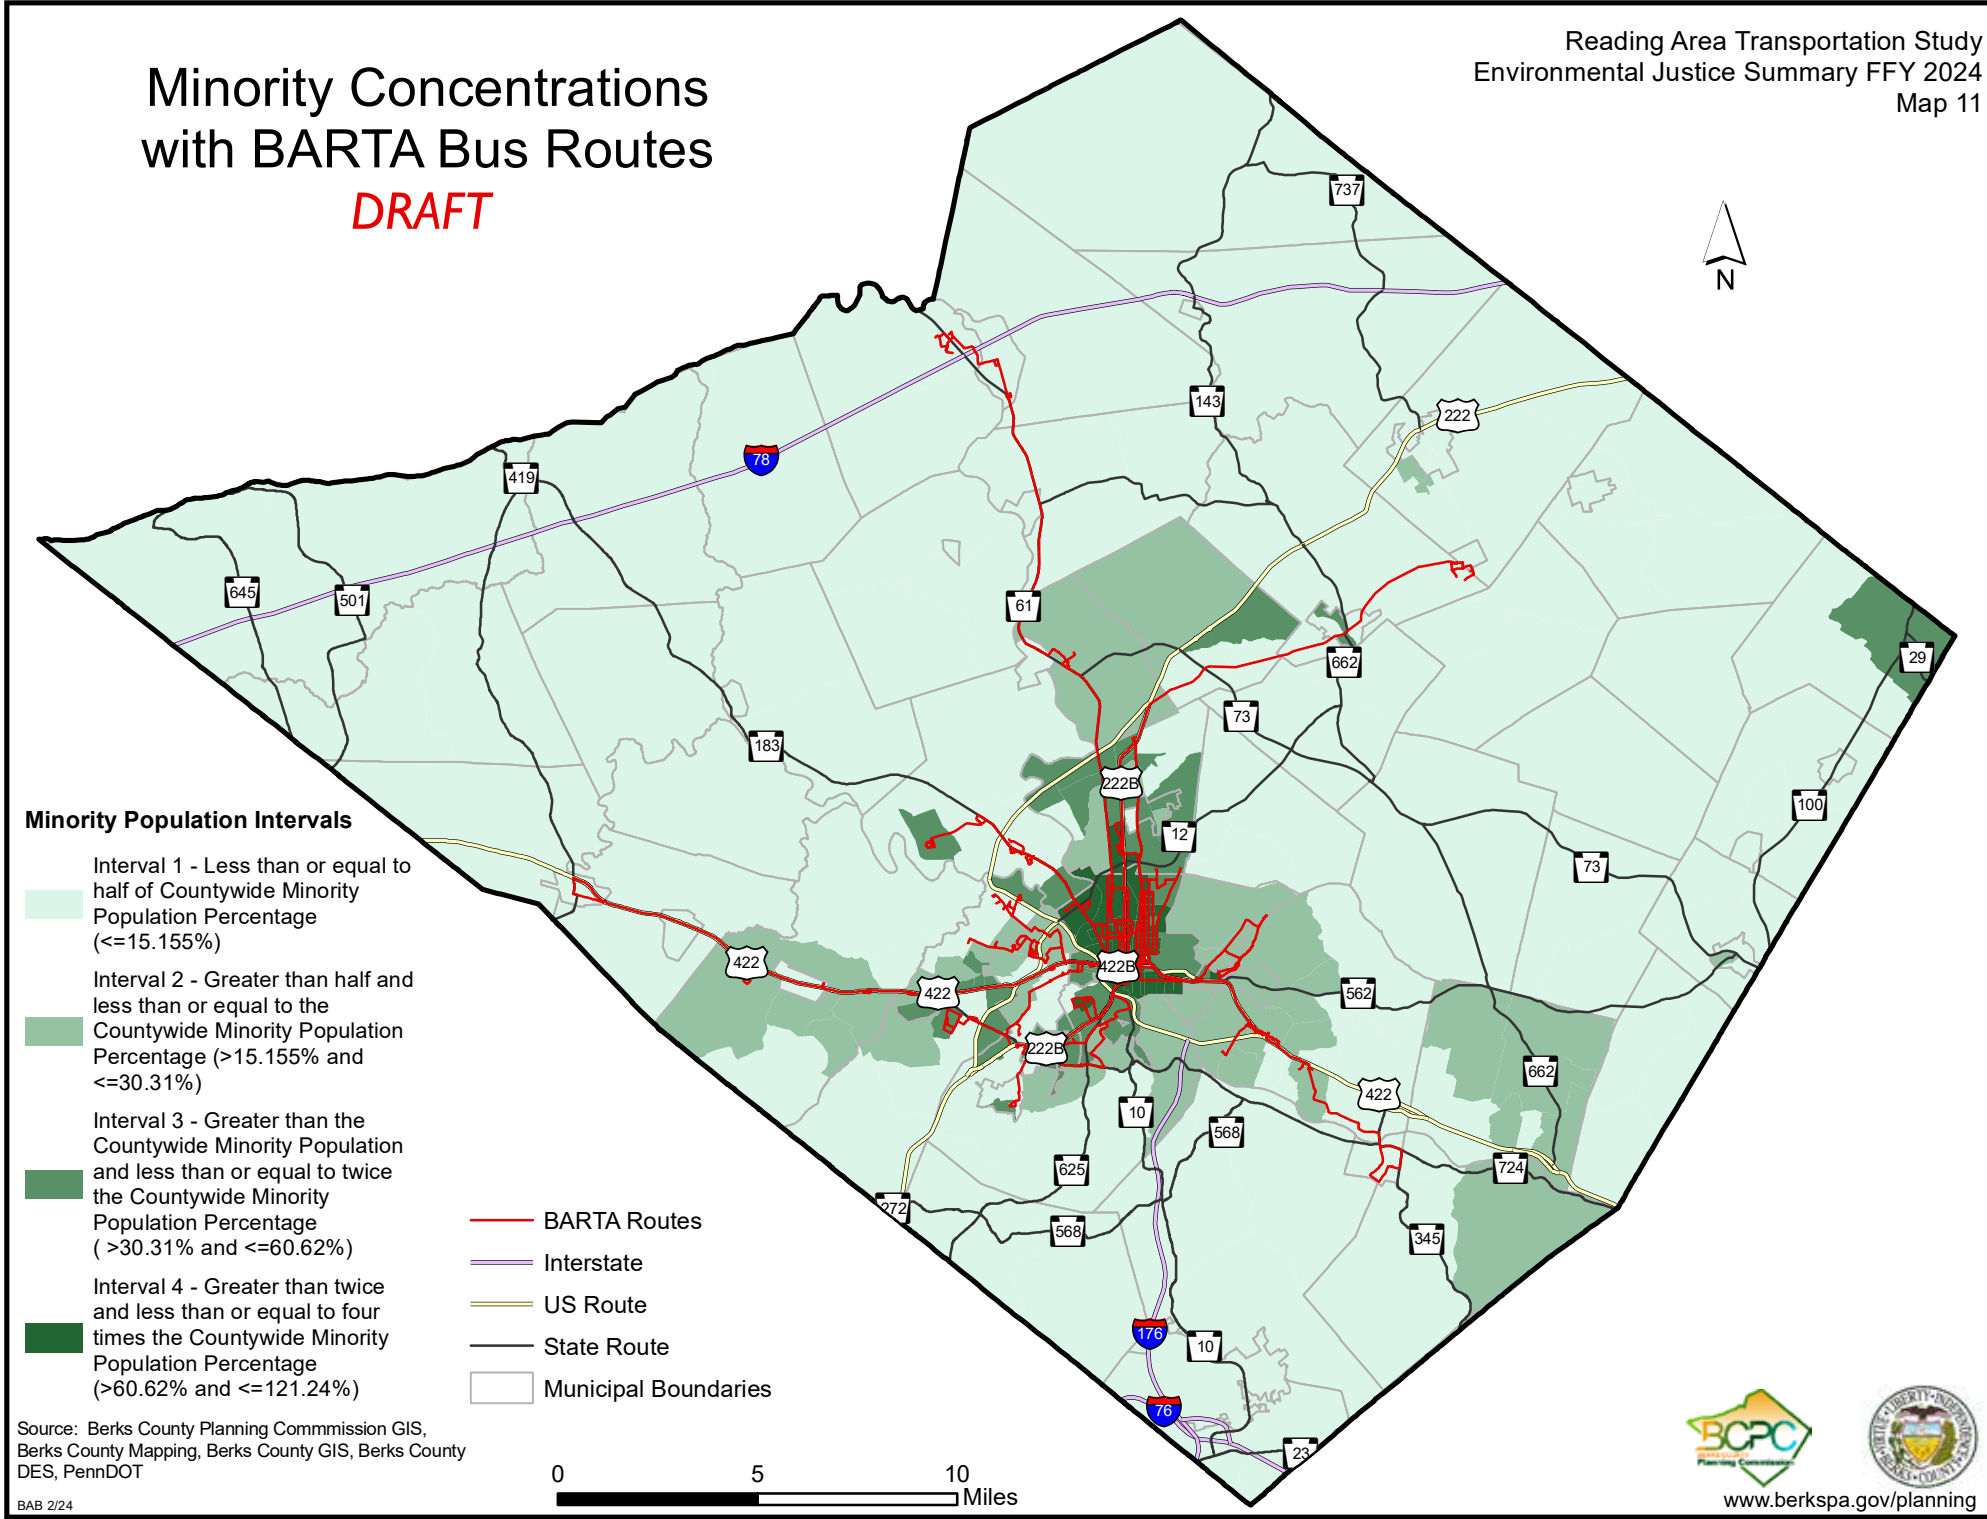 Minority Concentrations
with BARTA Bus Routes
DRAFT
Reading Area Transportation Study
Environmental Justice Summary FFY 2024
Map 11
N
737
143
222
78
419
645
501
61
662
29
73
183
222B
100
12
73
422
422
422B
562
222B
662
422
10
568
625
724
272
568
345
176
10
76
23
Minority Population Intervals
Interval 1 - Less than or equal to
half of Countywide Minority
Population Percentage
(<=15.155%)
Interval 2 - Greater than half and
less than or equal to the
Countywide Minority Population
Percentage (>15.155% and
<=30.31%)
Interval 3 - Greater than the
Countywide Minority Population
and less than or equal to twice
the Countywide Minority
Population Percentage
( >30.31% and <=60.62%)
Interval 4 - Greater than twice
and less than or equal to four
times the Countywide Minority
Population Percentage
(>60.62% and <=121.24%)
BARTA Routes
Interstate
US Route
State Route
Municipal Boundaries
Source:  Berks County Planning Commmission GIS,
Berks County Mapping, Berks County GIS, Berks County
DES, PennDOT
BAB 2/24
0 5 10
Miles
BCPC
Planning Commission
www.berkspa.gov/planning